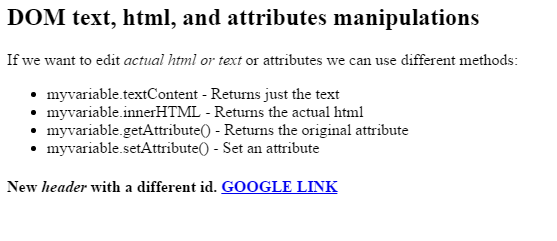 DOM text, html, and attributes manipulations
If we want to edit actual html or text or attributes we can use different methods:
myvariable.textContent - Returns just the text
myvariable.innerHTML - Returns the actual html
myvariable.getAttribute() - Returns the original attribute
myvariable.setAttribute() - Set an attribute
New header with a different id. GOOGLE LINK